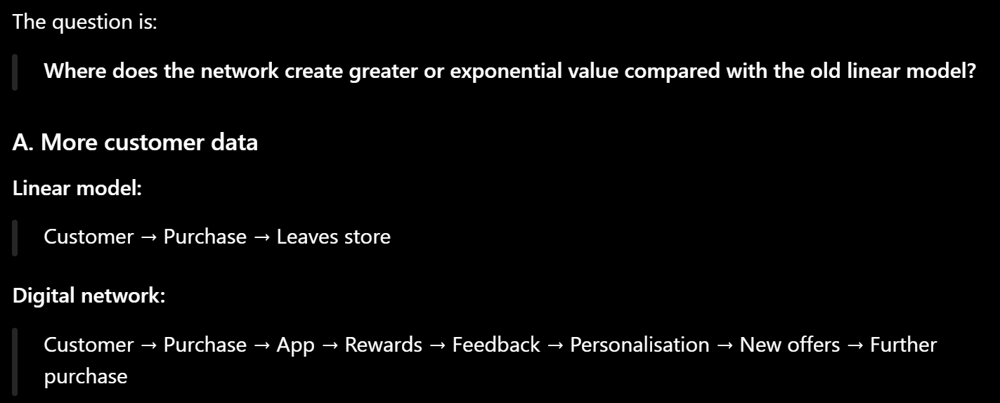 The question is:
Where does the network create greater or exponential value compared with the old linear model?
A. More customer data
Linear model:
Customer → Purchase → Leaves store
Digital network:
Customer → Purchase → App → Rewards → Feedback → Personalisation → New offers → Further
purchase